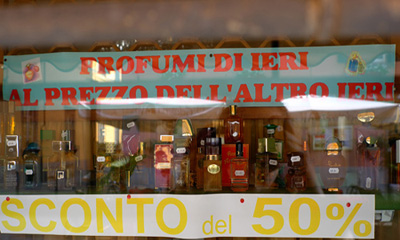 PROFUMI DI IERI
AL PREZZO DELL'ALTRO IERI
SCONTO del 50%